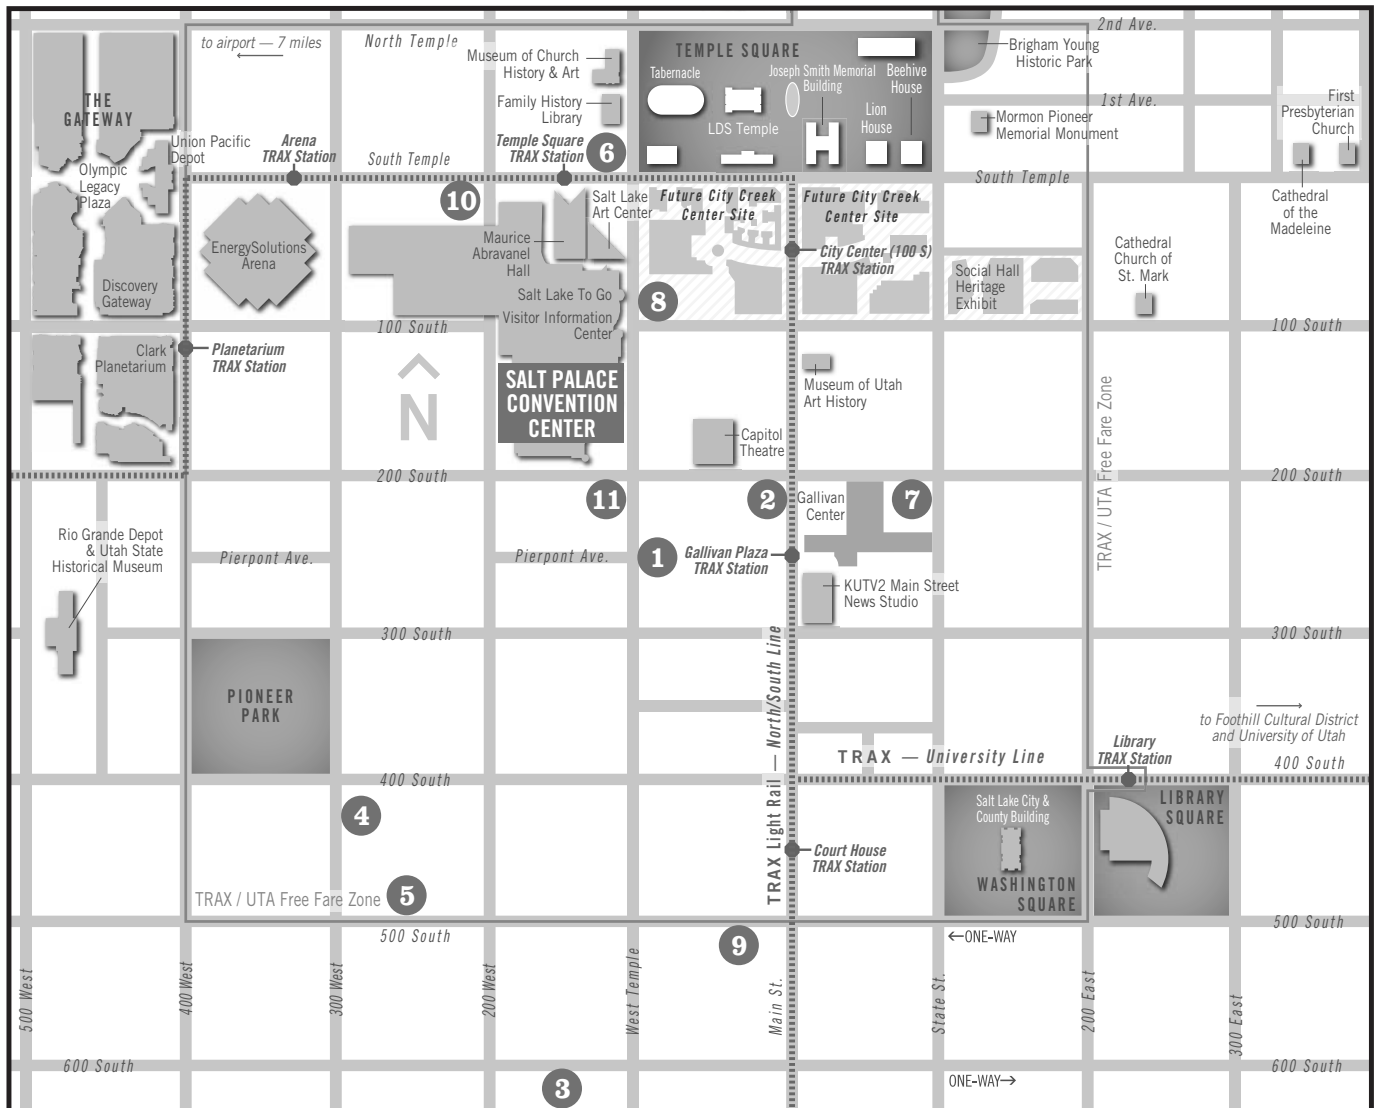 2nd Ave.
to airport — 7 miles
North Temple
Museum of Church
History & Art
TEMPLE SQUARE
Tabernacle
Joseph Smith Memorial
Building
Beehive
House
Brigham Young
Historic Park
THE
GATEWAY
Family History
Library
LDS Temple
Lion
House
1st Ave.
First
Presbyterian
Church
Mormon Pioneer
Memorial Monument
Union Pacific
Depot
Arena
TRAX Station
South Temple
Temple Square
TRAX Station
6
Olympic
Legacy
Plaza
South Temple
10
Salt Lake
Art Center
Future City Creek
Center Site
Future City Creek
Center Site
Cathedral
of the
Madeleine
EnergySolutions
Arena
Maurice
Abravanel
Hall
City Center (100 S)
TRAX Station
Cathedral
Church of
St. Mark
Discovery
Gateway
Salt Lake To Go
Visitor Information
Center
8
Social Hall
Heritage
Exhibit
100 South
100 South
Clark
Planetarium
Planetarium
TRAX Station
N
SALT PALACE
CONVENTION
CENTER
Museum of Utah
Art History
TRAX / UTA Free Fare Zone
Capitol
Theatre
200 South
200 South
11
2
Gallivan
Center
7
Rio Grande Depot
& Utah State
Historical Museum
Pierpont Ave.
Pierpont Ave.
1
Gallivan Plaza
TRAX Station
KUTV2 Main Street
News Studio
300 South
300 South
PIONEER
PARK
TRAX Light Rail — North/South Line
to Foothill Cultural District
and University of Utah
TRAX — University Line
Library
TRAX Station
400 South
400 South
4
Salt Lake City &
County Building
LIBRARY
SQUARE
Court House
TRAX Station
WASHINGTON
SQUARE
TRAX / UTA Free Fare Zone
5
500 South
500 South
9
ONE-WAY
500 West
400 West
300 West
200 West
West Temple
Main St.
State St.
200 East
300 East
600 South
600 South
3
ONE-WAY